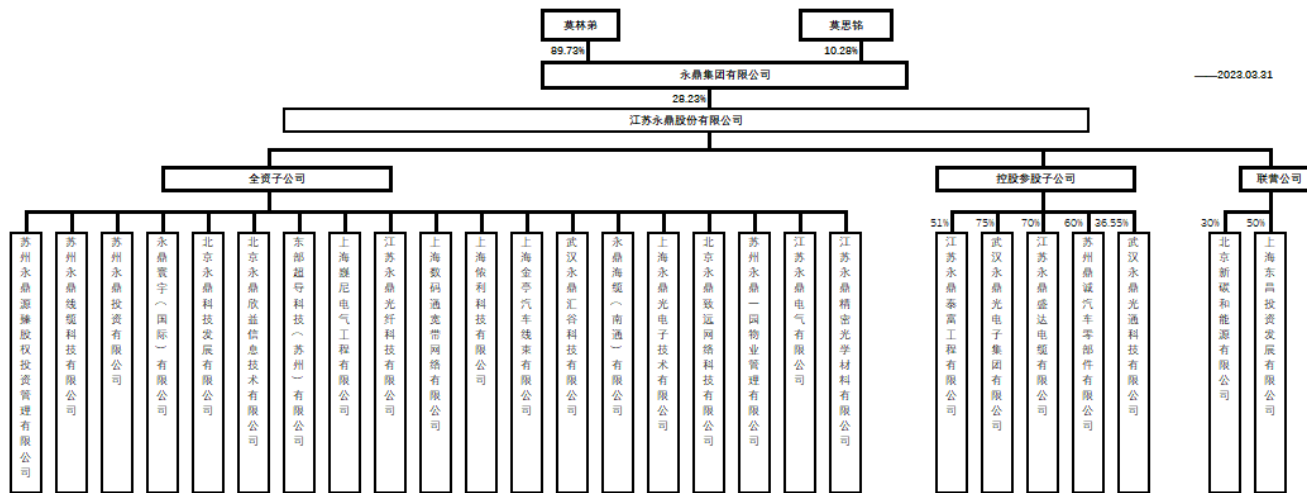 莫林弟
莫思铭
89.73%
10.28%
永鼎集团有限公司
——2023.03.31
28.23%
江苏永鼎股份有限公司
全资子公司
控股参股子公司
联营公司
51%
75%
70%
60%
36.55%
30%
50%
苏州永鼎源臻股权投资管理有限公司
苏州永鼎线缆科技有限公司
苏州永鼎投资有限公司
永鼎寰宇(国际)有限公司
北京永鼎科技发展有限公司
北京永鼎欣益信息技术有限公司
东部超导科技(苏州)有限公司
上海巍尼电气工程有限公司
江苏永鼎光纤科技有限公司
上海数码通宽带网络有限公司
上海侬利科技有限公司
上海金亭汽车线束有限公司
武汉永鼎汇谷科技有限公司
永鼎海缆(南通)有限公司
上海永鼎光电子技术有限公司
北京永鼎致远网络科技有限公司
苏州永鼎一园物业管理有限公司
江苏永鼎电气有限公司
江苏永鼎精密光学材料有限公司
江苏永鼎泰富工程有限公司
武汉永鼎光电子集团有限公司
江苏永鼎盛达电缆有限公司
苏州鼎诚汽车零部件有限公司
武汉永鼎光通科技有限公司
北京新碳和能源有限公司
上海东昌投资发展有限公司